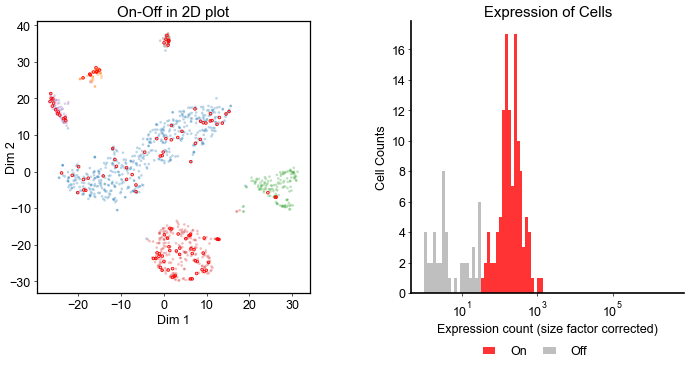 On-Off in 2D plot
40
30
20
10
0
−10
−20
−30
Dim 2
−20 −10 0 10 20 30
Dim 1
Expression of Cells
16
14
12
10
8
6
4
2
0
Cell Counts
10^1 10^3 10^5
Expression count (size factor corrected)
On Off